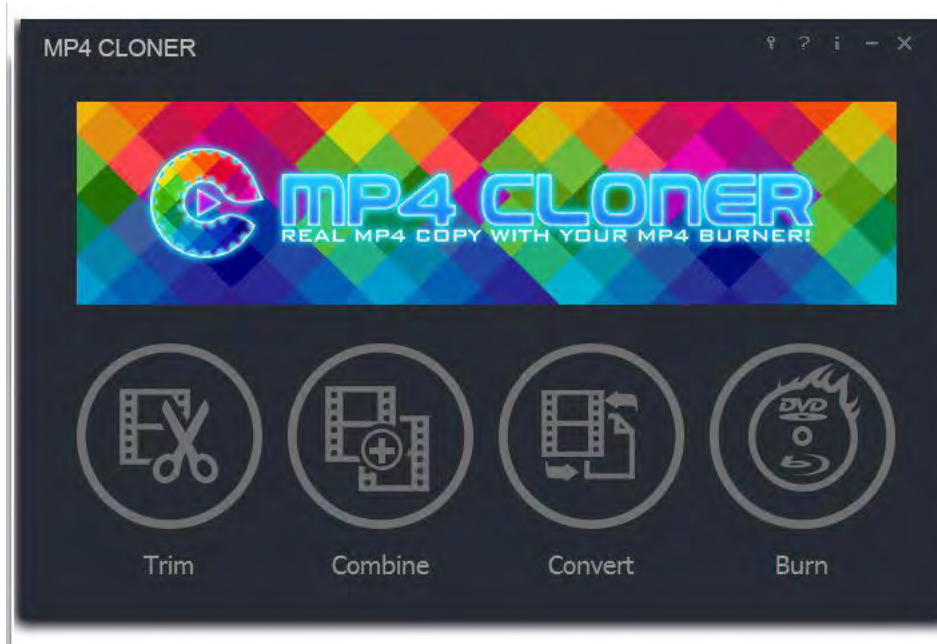 MP4 CLONER
? i
MP4 CLONER
REAL MP4 COPY WITH YOUR MP4 BURNER!
DVD
Trim Combine Convert Burn